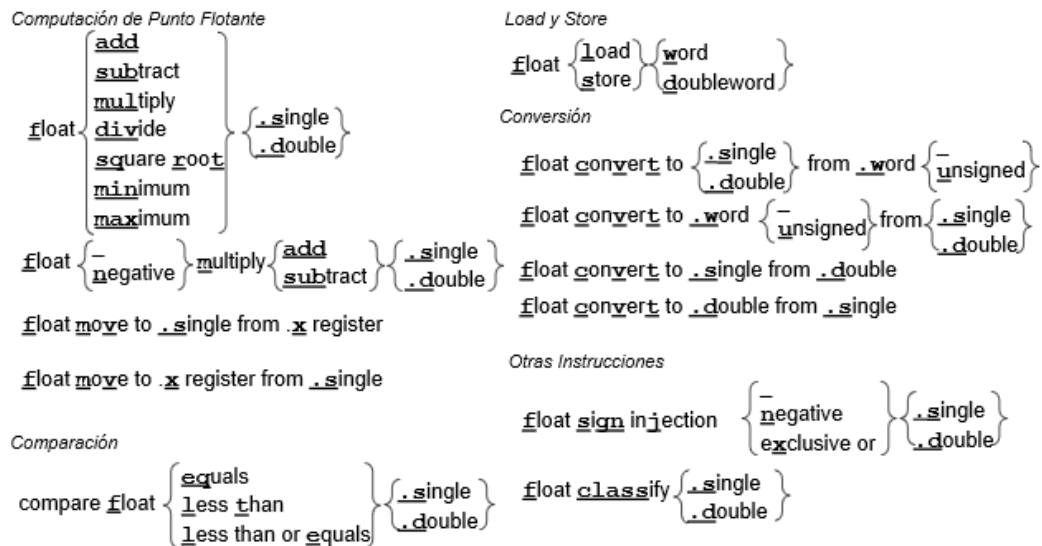 Computación de Punto Flotante
add
subtract
multiply
float divide .single
.double
square root
minimum
maximum
float _ negative multiply add subtract .single .double
float move to .single from .x register
float move to .x register from .single
Comparación
equals
compare float less than .single
.double
less than or equals
Load y Store
float load store word doubleword
Conversión
float convert to .single .double from .word _ unsigned
float convert to .word _ unsigned from .single .double
float convert to .single from .double
float convert to .double from .single
Otras Instrucciones
float sign injection _ negative exclusive or .single .double
float classify .single .double